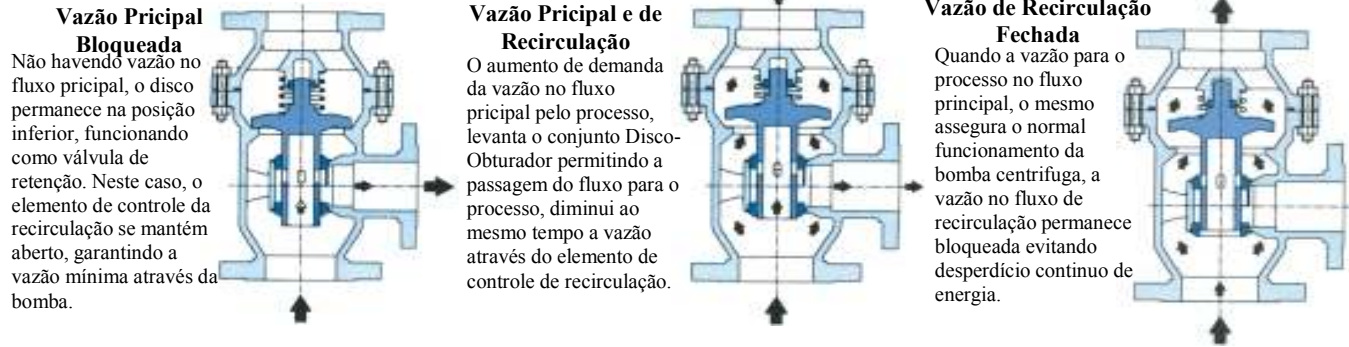 Vazão Pricipal
Bloqueada
Não havendo vazão no
fluxo pricipal, o disco
permanece na posição
inferior, funcionando
como válvula de
retenção. Neste caso, o
elemento de controle da
recirculação se mantém
aberto, garantindo a
vazão mínima através da
bomba.
Vazão Pricipal e de
Recirculação
O aumento de demanda
da vazão no fluxo
pricipal pelo processo,
levanta o conjunto Disco-
Obturador permitindo a
passagem do fluxo para o
processo, diminui ao
mesmo tempo a vazão
através do elemento de
controle de recirculação.
Vazão de Recirculação
Fechada
Quando a vazão para o
processo no fluxo
principal, o mesmo
assegura o normal
funcionamento da
bomba centrifuga, a
vazão no fluxo de
recirculação permanece
bloqueada evitando
desperdício continuo de
energia.